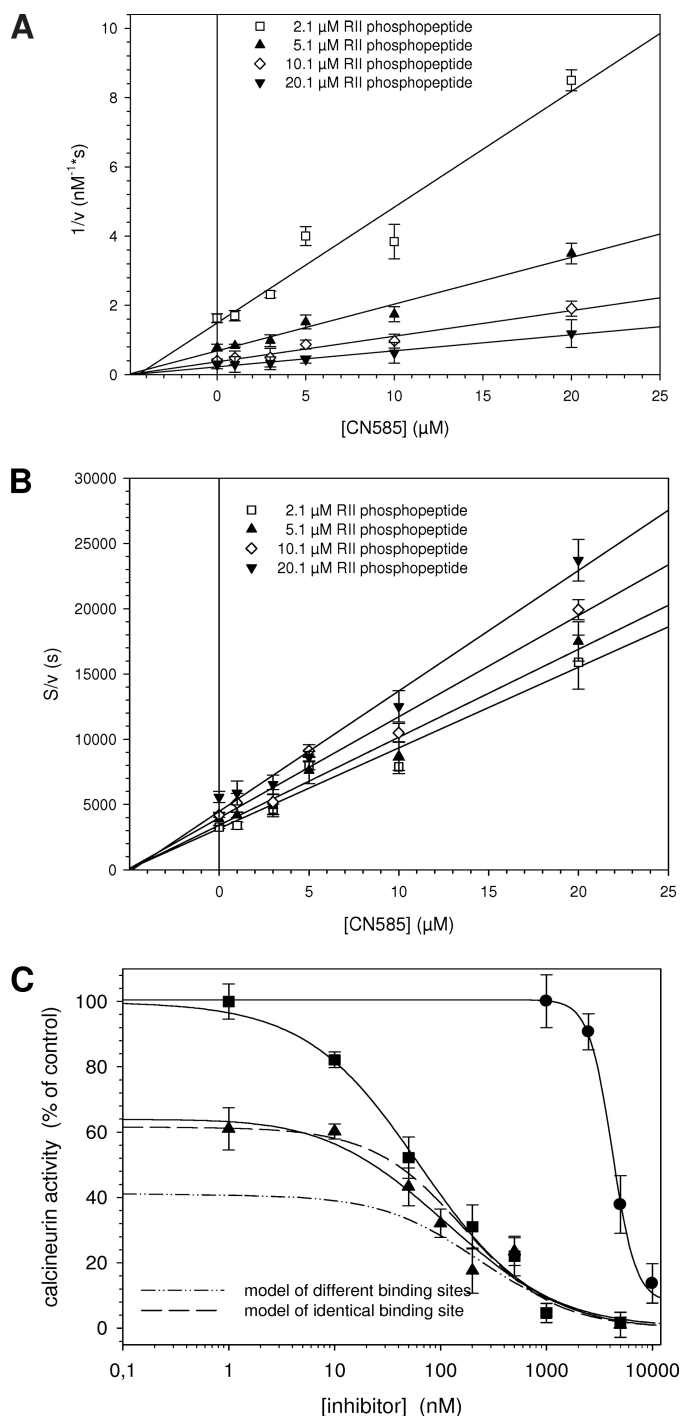 A
2.1 µM RII phosphopeptide
5.1 µM RII phosphopeptide
10.1 µM RII phosphopeptide
20.1 µM RII phosphopeptide
1/v (nM⁻¹*s)
10
8
6
4
2
0
0 5 10 15 20 25
[CN585] (µM)
B
2.1 µM RII phosphopeptide
5.1 µM RII phosphopeptide
10.1 µM RII phosphopeptide
20.1 µM RII phosphopeptide
S/v (s)
30000
25000
20000
15000
10000
5000
0
0 5 10 15 20 25
[CN585] (µM)
C
calcineurin activity (% of control)
100
80
60
40
20
0
model of different binding sites
model of identical binding site
0,1 1 10 100 1000 10000
[inhibitor] (nM)